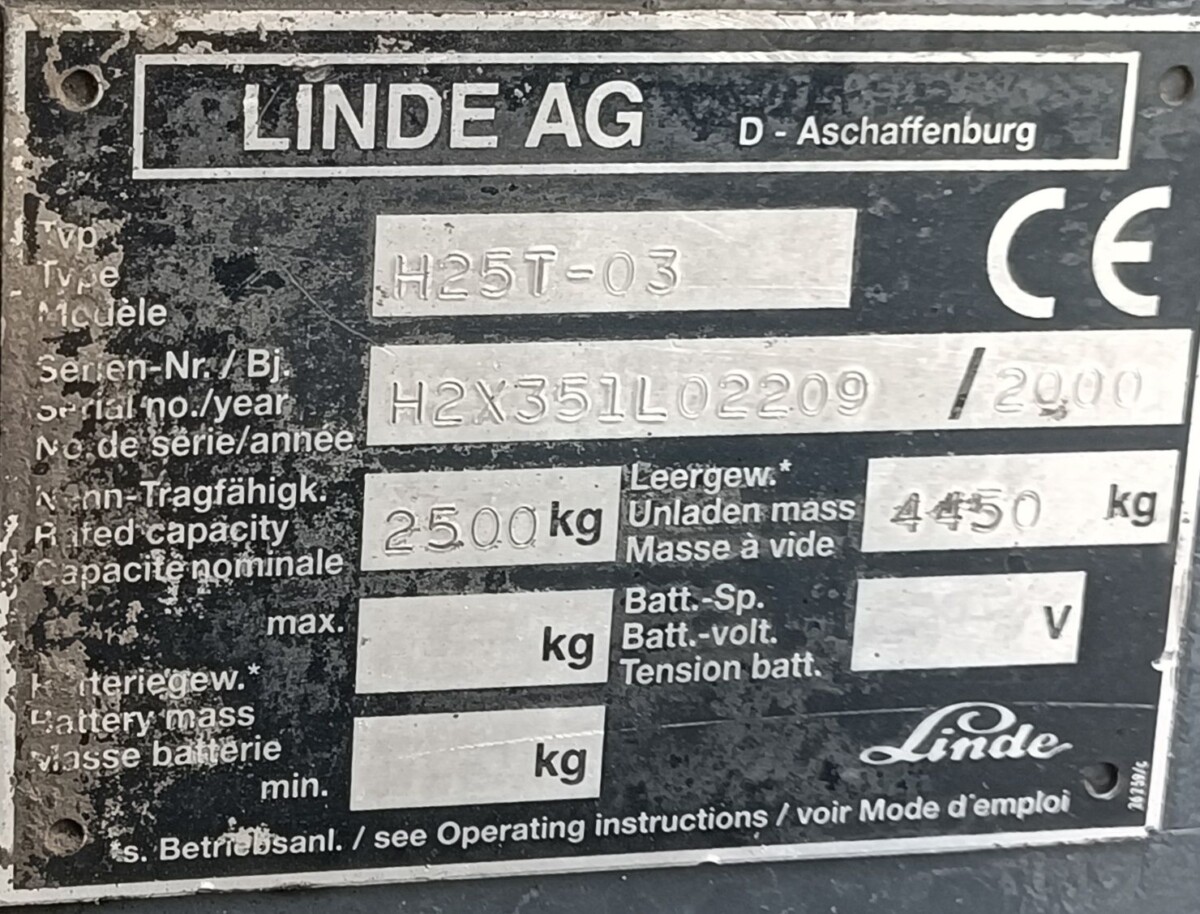 LINDE AG D - Aschaffenburg
CE
Typ
Type
Modèle
H25T-03
Serien-Nr. / Bj.
Serial no./year
No.de série/année
H2X351L02209 / 2000
Nenn-Tragfähigk.
Rated capacity
Capacité nominale
2500 kg
Leergew.*
Unladen mass
Masse à vide
4450 kg
max.
kg
Batt.-Sp.
Batt.-volt.
Tension batt.
V
Batteriegew.*
Battery mass
Masse batterie
min.
kg
Linde
*s. Betriebsanl. / see Operating instructions / voir Mode d'emploi